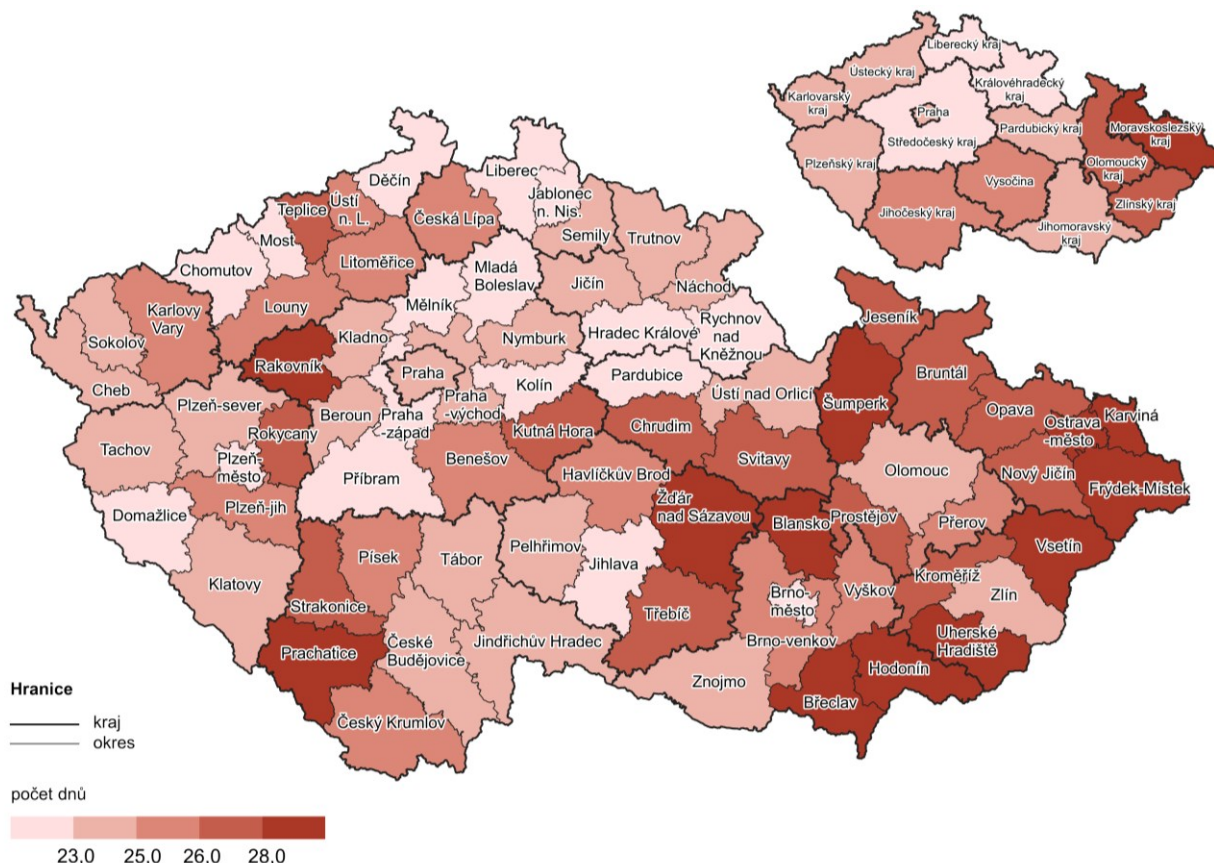 Liberecký kraj
Ústecký kraj
Královéhradecký
kraj
Karlovarský
kraj
Praha
Pardubický kraj
Moravskoslezský
kraj
Středočeský kraj
Plzeňský kraj
Olomoucký
kraj
Vysočina
Zlínský kraj
Jihočeský kraj
Jihomoravský
kraj
Děčín
Liberec
Jablonec
n. Nis.
Ústí
n. L.
Teplice
Česká Lípa
Most
Semily
Trutnov
Chomutov
Litoměřice
Mladá
Boleslav
Jičín
Náchod
Karlovy
Vary
Louny
Mělník
Jeseník
Sokolov
Kladno
Nymburk
Hradec Králové
Rychnov
nad
Kněžnou
Rakovník
Praha
Bruntál
Cheb
Kolín
Pardubice
Plzeň-sever
Beroun
Praha
-západ
Praha
-východ
Ústí nad Orlicí
Šumperk
Opava
Karviná
Ostrava
-město
Tachov
Rokycany
Kutná Hora
Chrudim
Plzeň
město
Benešov
Svitavy
Olomouc
Příbram
Havlíčkův Brod
Nový Jičín
Frýdek-Místek
Domažlice
Plzeň-jih
Žďár
nad Sázavou
Blansko
Prostějov
Přerov
Písek
Tábor
Pelhřimov
Vsetín
Klatovy
Jihlava
Kroměříž
Strakonice
Brno-
město
Vyškov
Zlín
Třebíč
České
Budějovice
Jindřichův Hradec
Brno-venkov
Uherské
Hradiště
Prachatice
Znojmo
Hodonín
Břeclav
Český Krumlov
Hranice
kraj
okres
počet dnů
23.0 25.0 26.0 28.0